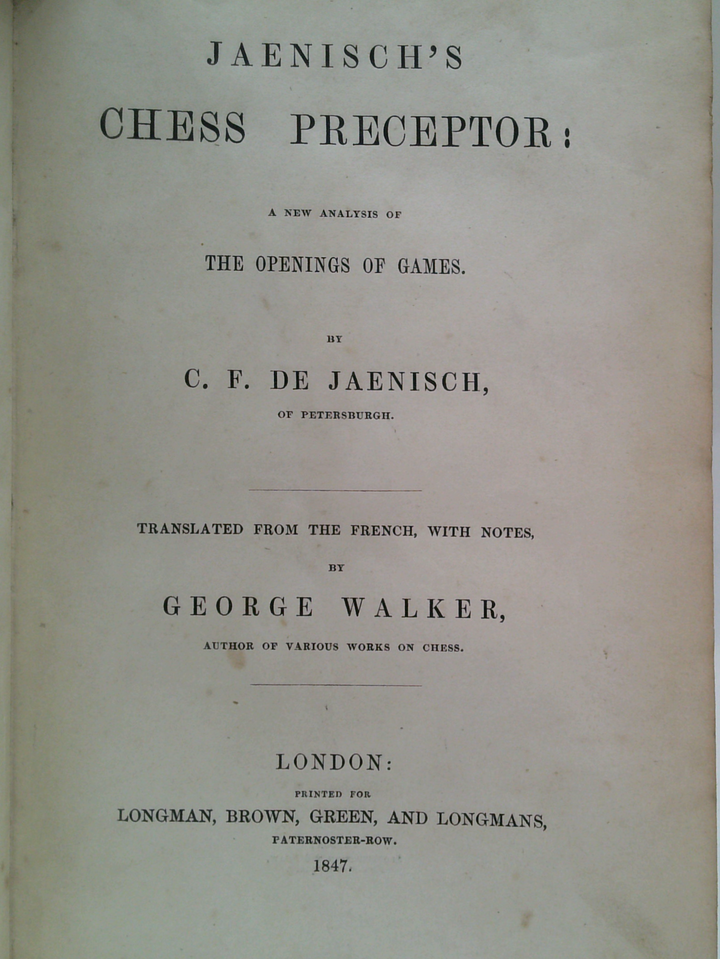 JAENISCH'S
CHESS PRECEPTOR:
A NEW ANALYSIS OF
THE OPENINGS OF GAMES.
BY
C. F. DE JAENISCH,
OF PETERSBURGH.
TRANSLATED FROM THE FRENCH, WITH NOTES,
BY
GEORGE WALKER,
AUTHOR OF VARIOUS WORKS ON CHESS.
LONDON:
PRINTED FOR
LONGMAN, BROWN, GREEN, AND LONGMANS,
PATERNOSTER-ROW.
1847.